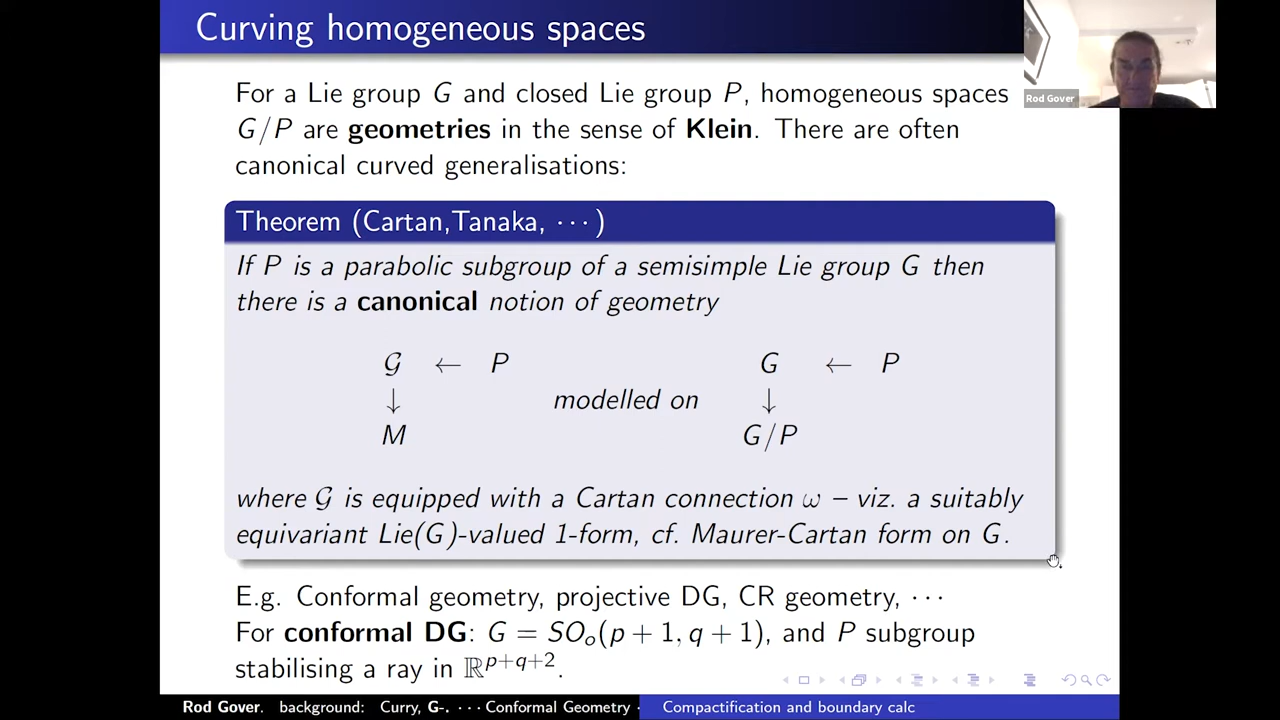 Curving homogeneous spaces
Rod Gover
For a Lie group G and closed Lie group P, homogeneous spaces
G/P are geometries in the sense of Klein. There are often
canonical curved generalisations:
Theorem (Cartan,Tanaka, ⋯)
If P is a parabolic subgroup of a semisimple Lie group G then
there is a canonical notion of geometry
𝒢 ← P G ← P
↓ modelled on ↓
M G/P
where 𝒢 is equipped with a Cartan connection ω – viz. a suitably
equivariant Lie(G)-valued 1-form, cf. Maurer-Cartan form on G.
E.g. Conformal geometry, projective DG, CR geometry, ⋯
For conformal DG: G = SOₒ(p + 1, q + 1), and P subgroup
stabilising a ray in ℝ^{p+q+2}.
Rod Gover. background: Curry, G-. ⋯ Conformal Geometry · Compactification and boundary calc